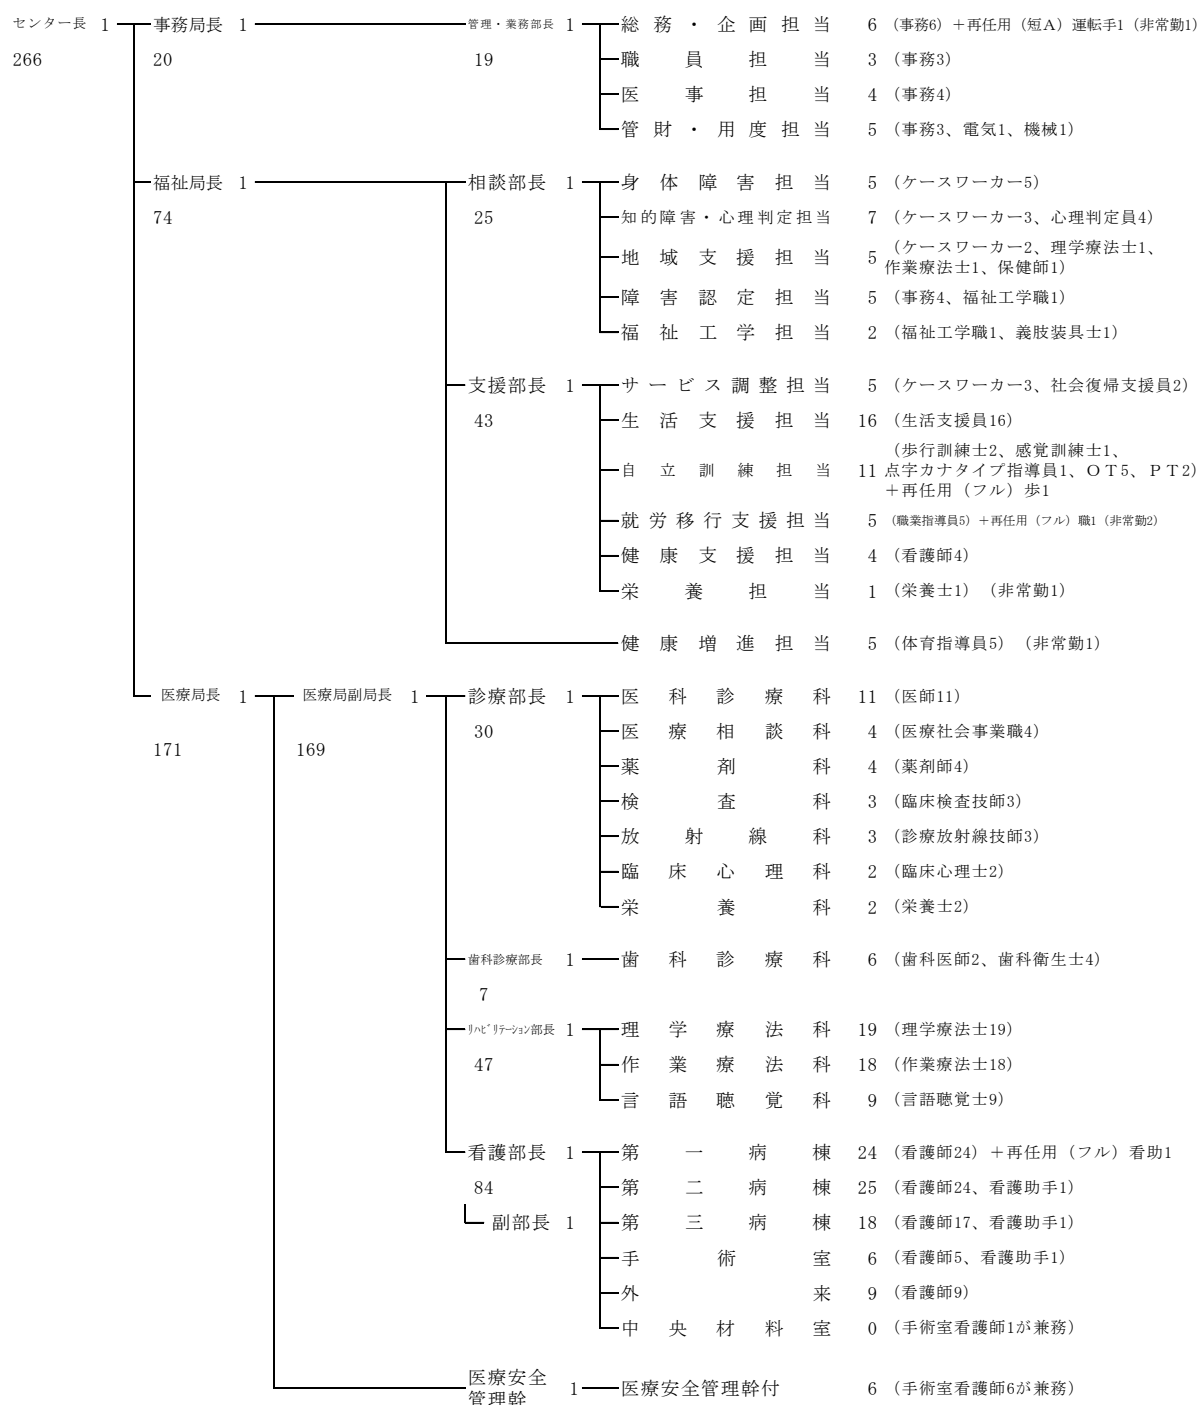 センター長 1 事務局長 1 管理・業務部長 1 総務・企画担当 6 (事務6)+再任用(短A)運転手1(非常勤1)
266 20 19 職員担当 3 (事務3)
医事担当 4 (事務4)
管財・用度担当 5 (事務3、電気1、機械1)
福祉局長 1 相談部長 1 身体障害担当 5 (ケースワーカー5)
74 25 知的障害・心理判定担当 7 (ケースワーカー3、心理判定員4)
地域支援担当 5 (ケースワーカー2、理学療法士1、
作業療法士1、保健師1)
障害認定担当 5 (事務4、福祉工学職1)
福祉工学担当 2 (福祉工学職1、義肢装具士1)
支援部長 1 サービス調整担当 5 (ケースワーカー3、社会復帰支援員2)
43 生活支援担当 16 (生活支援員16)
(歩行訓練士2、感覚訓練士1、
自立訓練担当 11 点字カナタイプ指導員1、OT5、PT2)
+再任用(フル)歩1
就労移行支援担当 5 (職業指導員5)+再任用(フル)職1(非常勤2)
健康支援担当 4 (看護師4)
栄養担当 1 (栄養士1)(非常勤1)
健康増進担当 5 (体育指導員5)(非常勤1)
医療局長 1 医療局副局長 1 診療部長 1 医科診療科 11 (医師11)
171 169 30 医療相談科 4 (医療社会事業職4)
薬剤科 4 (薬剤師4)
検査科 3 (臨床検査技師3)
放射線科 3 (診療放射線技師3)
臨床心理科 2 (臨床心理士2)
栄養科 2 (栄養士2)
歯科診療部長 1 歯科診療科 6 (歯科医師2、歯科衛生士4)
7
リハビリテーション部長 1 理学療法科 19 (理学療法士19)
47 作業療法科 18 (作業療法士18)
言語聴覚科 9 (言語聴覚士9)
看護部長 1 第一病棟 24 (看護師24)+再任用(フル)看助1
84 第二病棟 25 (看護師24、看護助手1)
副部長 1 第三病棟 18 (看護師17、看護助手1)
手術室 6 (看護師5、看護助手1)
外来 9 (看護師9)
中央材料室 0 (手術室看護師1が兼務)
医療安全
管理幹 1 医療安全管理幹付 6 (手術室看護師6が兼務)